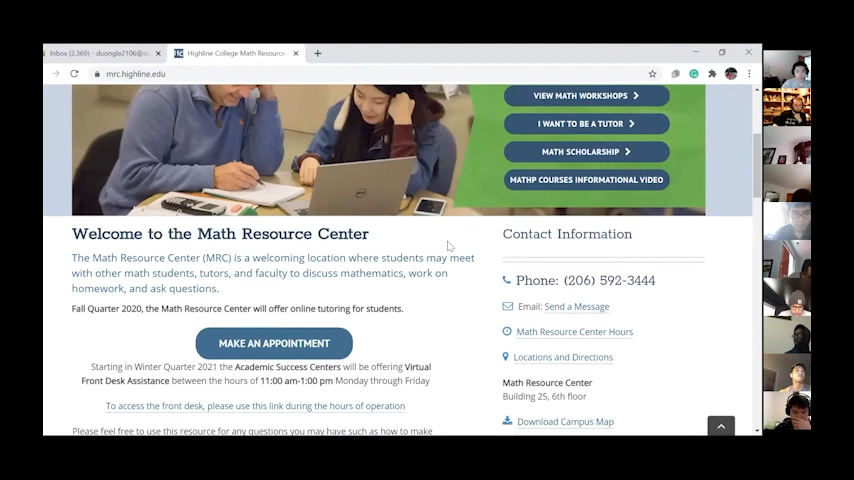 Inbox (2,369) - duongle2106@
Highline College Math Resource
mrc.highline.edu
VIEW MATH WORKSHOPS
I WANT TO BE A TUTOR
MATH SCHOLARSHIP
MATHP COURSES INFORMATIONAL VIDEO
DELL
Welcome to the Math Resource Center
The Math Resource Center (MRC) is a welcoming location where students may meet
with other math students, tutors, and faculty to discuss mathematics, work on
homework, and ask questions.
Fall Quarter 2020, the Math Resource Center will offer online tutoring for students.
MAKE AN APPOINTMENT
Starting in Winter Quarter 2021 the Academic Success Centers will be offering Virtual
Front Desk Assistance between the hours of 11:00 am-1:00 pm Monday through Friday
To access the front desk, please use this link during the hours of operation
Please feel free to use this resource for any questions you may have such as how to make
Contact Information
Phone: (206) 592-3444
Email: Send a Message
Math Resource Center Hours
Locations and Directions
Math Resource Center
Building 25, 6th floor
Download Campus Map